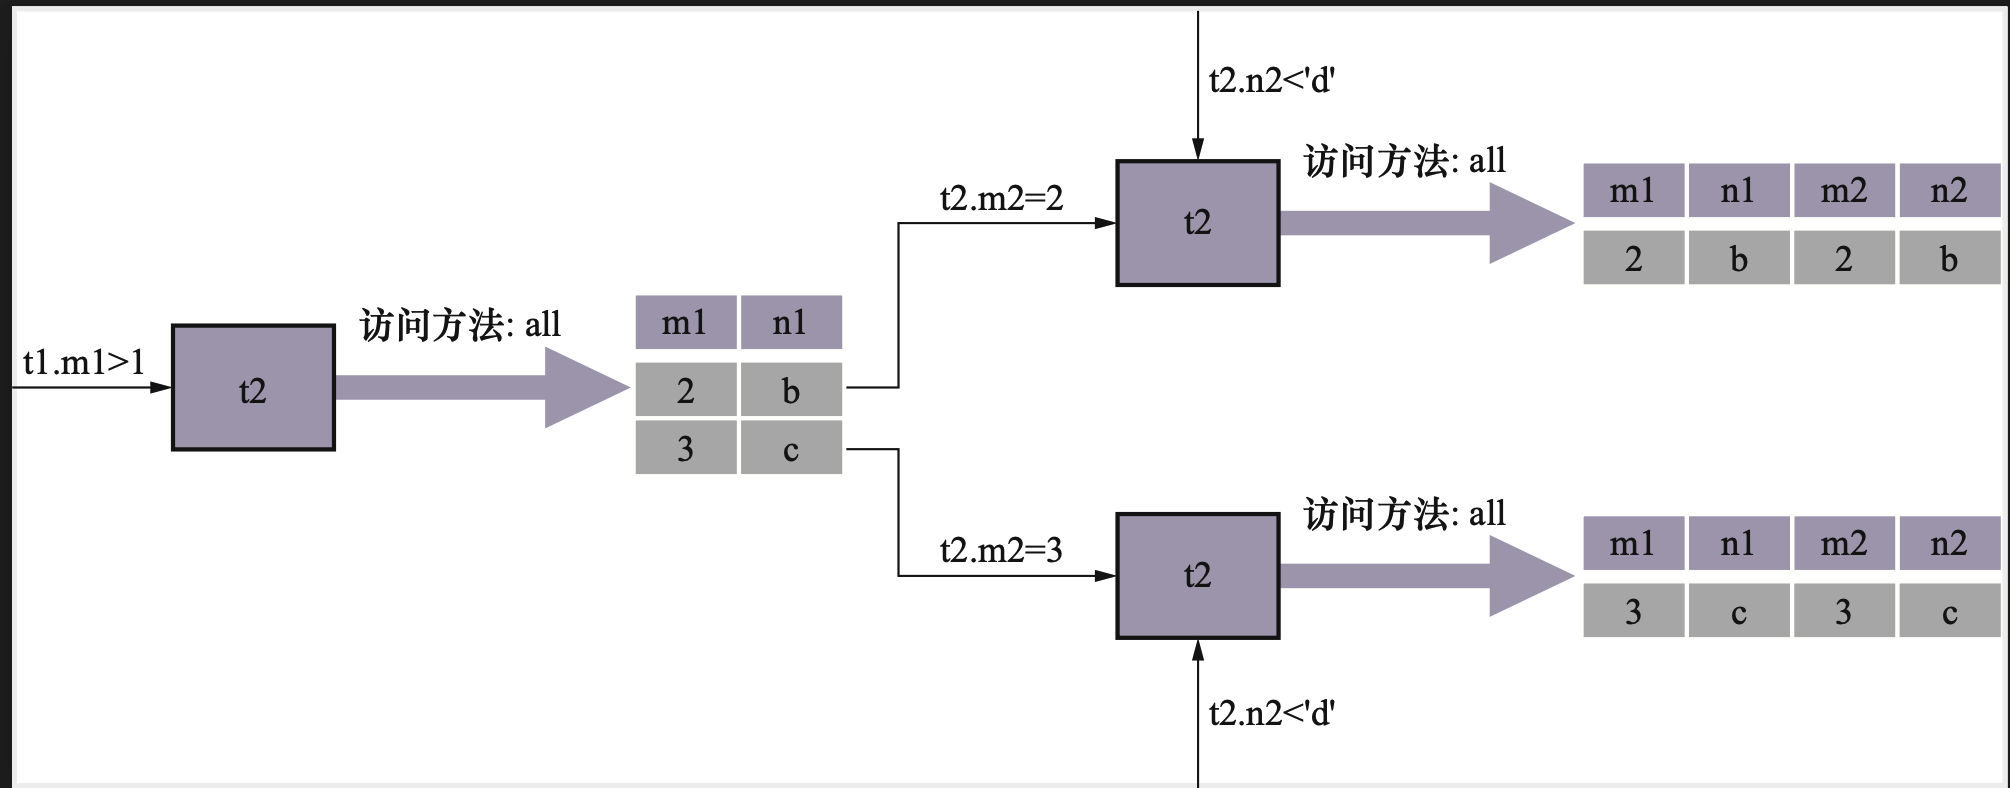 t1.m1>1
t2
访问方法: all
m1 n1
2 b
3 c
t2.m2=2
t2.n2<'d'
t2
访问方法: all
m1 n1 m2 n2
2 b 2 b
t2.m2=3
t2
访问方法: all
m1 n1 m2 n2
3 c 3 c
t2.n2<'d'